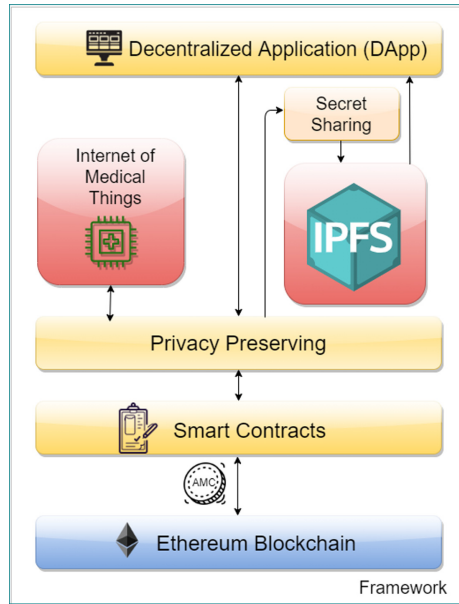 Decentralized Application (DApp)
Secret
Sharing
Internet of
Medical
Things
IPFS
Privacy Preserving
Smart Contracts
AMC
Ethereum Blockchain
Framework